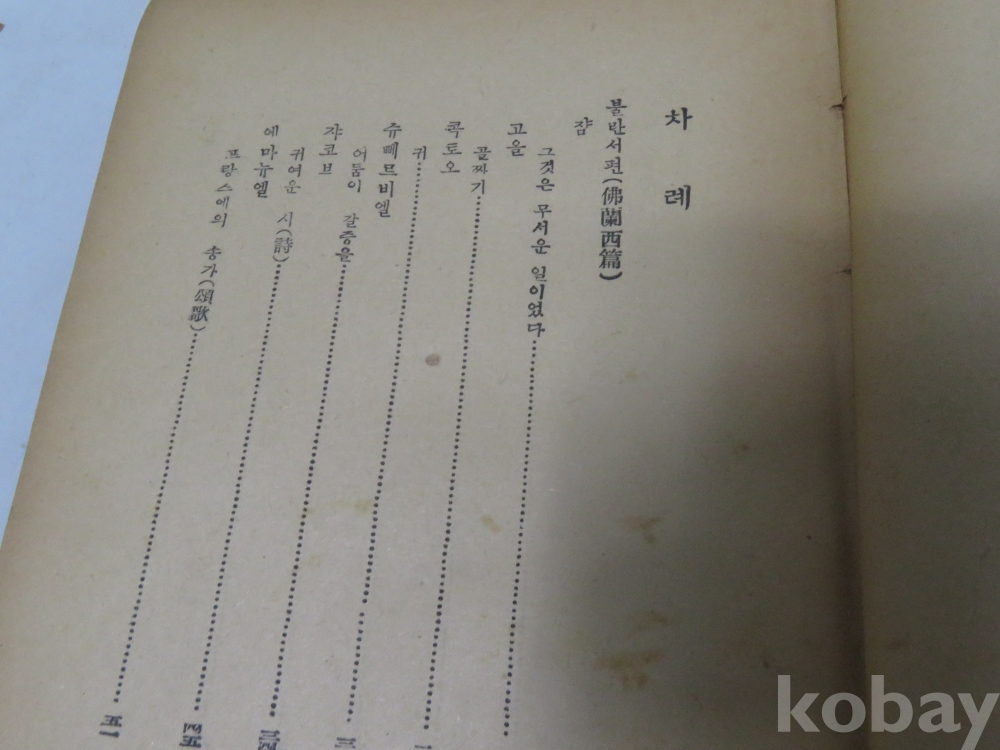 차례
불란서편(佛蘭西篇)
쟘
그것은 무서운 일이었다
고올
골짜기
콕토오
귀
슈뻬르비엘
어둠이 갈증을
쟈코브
귀여운 시(詩)
에마뉴엘
프랑스에의 송가(頌歌)
四五
五一
kobay